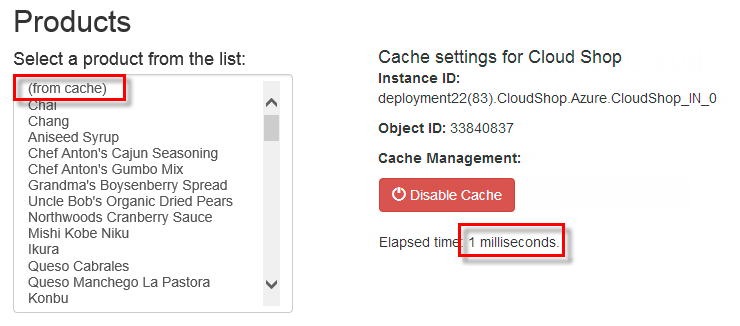 Products
Select a product from the list:
(from cache)
Chai
Chang
Aniseed Syrup
Chef Anton's Cajun Seasoning
Chef Anton's Gumbo Mix
Grandma's Boysenberry Spread
Uncle Bob's Organic Dried Pears
Northwoods Cranberry Sauce
Mishi Kobe Niku
Ikura
Queso Cabrales
Queso Manchego La Pastora
Konbu
Cache settings for Cloud Shop
Instance ID:
deployment22(83).CloudShop.Azure.CloudShop_IN_0
Object ID: 33840837
Cache Management:
Disable Cache
Elapsed time: 1 milliseconds.